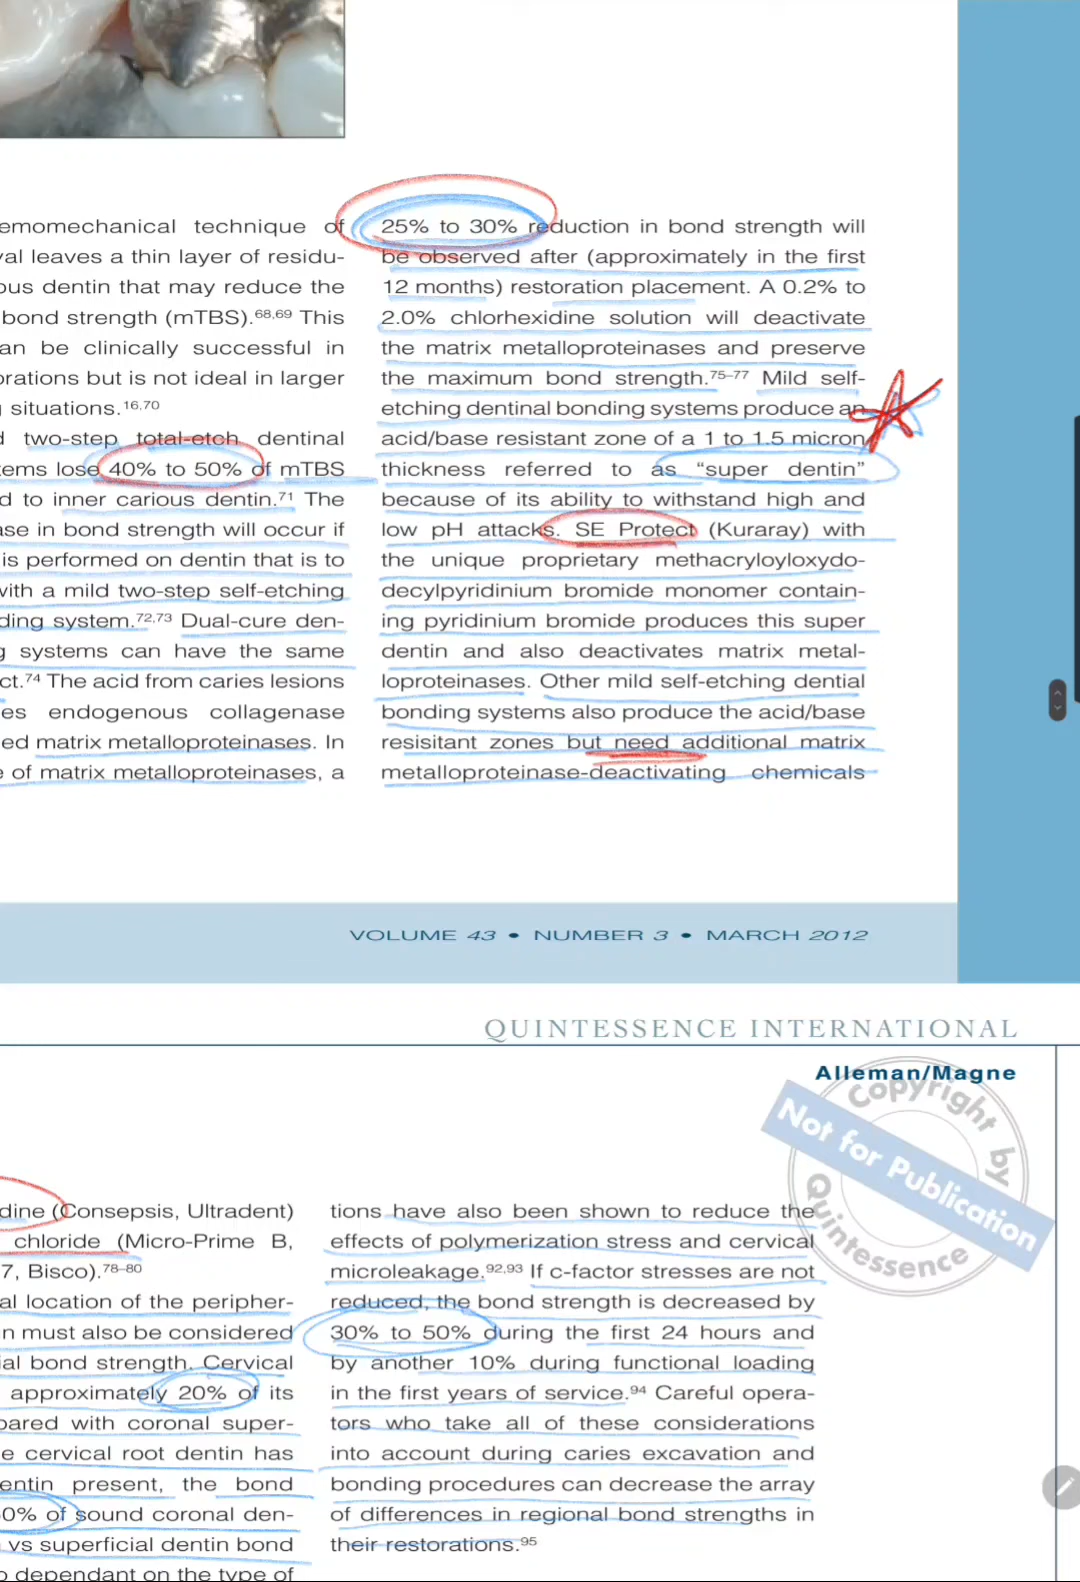 emomechanical technique of
val leaves a thin layer of residu-
ous dentin that may reduce the
bond strength (mTBS).68,69 This
an be clinically successful in
orations but is not ideal in larger
situations.16,70
d two-step total-etch dentinal
tems lose 40% to 50% of mTBS
d to inner carious dentin.71 The
ase in bond strength will occur if
is performed on dentin that is to
with a mild two-step self-etching
ding system.72,73 Dual-cure den-
g systems can have the same
ct.74 The acid from caries lesions
es endogenous collagenase
ed matrix metalloproteinases. In
e of matrix metalloproteinases, a
25% to 30% reduction in bond strength will
be observed after (approximately in the first
12 months) restoration placement. A 0.2% to
2.0% chlorhexidine solution will deactivate
the matrix metalloproteinases and preserve
the maximum bond strength.75–77 Mild self-
etching dentinal bonding systems produce an
acid/base resistant zone of a 1 to 1.5 micron
thickness referred to as “super dentin”
because of its ability to withstand high and
low pH attacks. SE Protect (Kuraray) with
the unique proprietary methacryloyloxydo-
decylpyridinium bromide monomer contain-
ing pyridinium bromide produces this super
dentin and also deactivates matrix metal-
loproteinases. Other mild self-etching dential
bonding systems also produce the acid/base
resisitant zones but need additional matrix
metalloproteinase-deactivating chemicals
VOLUME 43 • NUMBER 3 • MARCH 2012
QUINTESSENCE INTERNATIONAL
Alleman/Magne
Copyright by
Not for Publication
Quintessence
dine (Consepsis, Ultradent)
chloride (Micro-Prime B,
7, Bisco).78–80
al location of the peripher-
n must also be considered
ial bond strength. Cervical
approximately 20% of its
pared with coronal super-
e cervical root dentin has
entin present, the bond
0% of sound coronal den-
vs superficial dentin bond
o dependant on the type of
tions have also been shown to reduce the
effects of polymerization stress and cervical
microleakage.92,93 If c-factor stresses are not
reduced, the bond strength is decreased by
30% to 50% during the first 24 hours and
by another 10% during functional loading
in the first years of service.94 Careful opera-
tors who take all of these considerations
into account during caries excavation and
bonding procedures can decrease the array
of differences in regional bond strengths in
their restorations.95